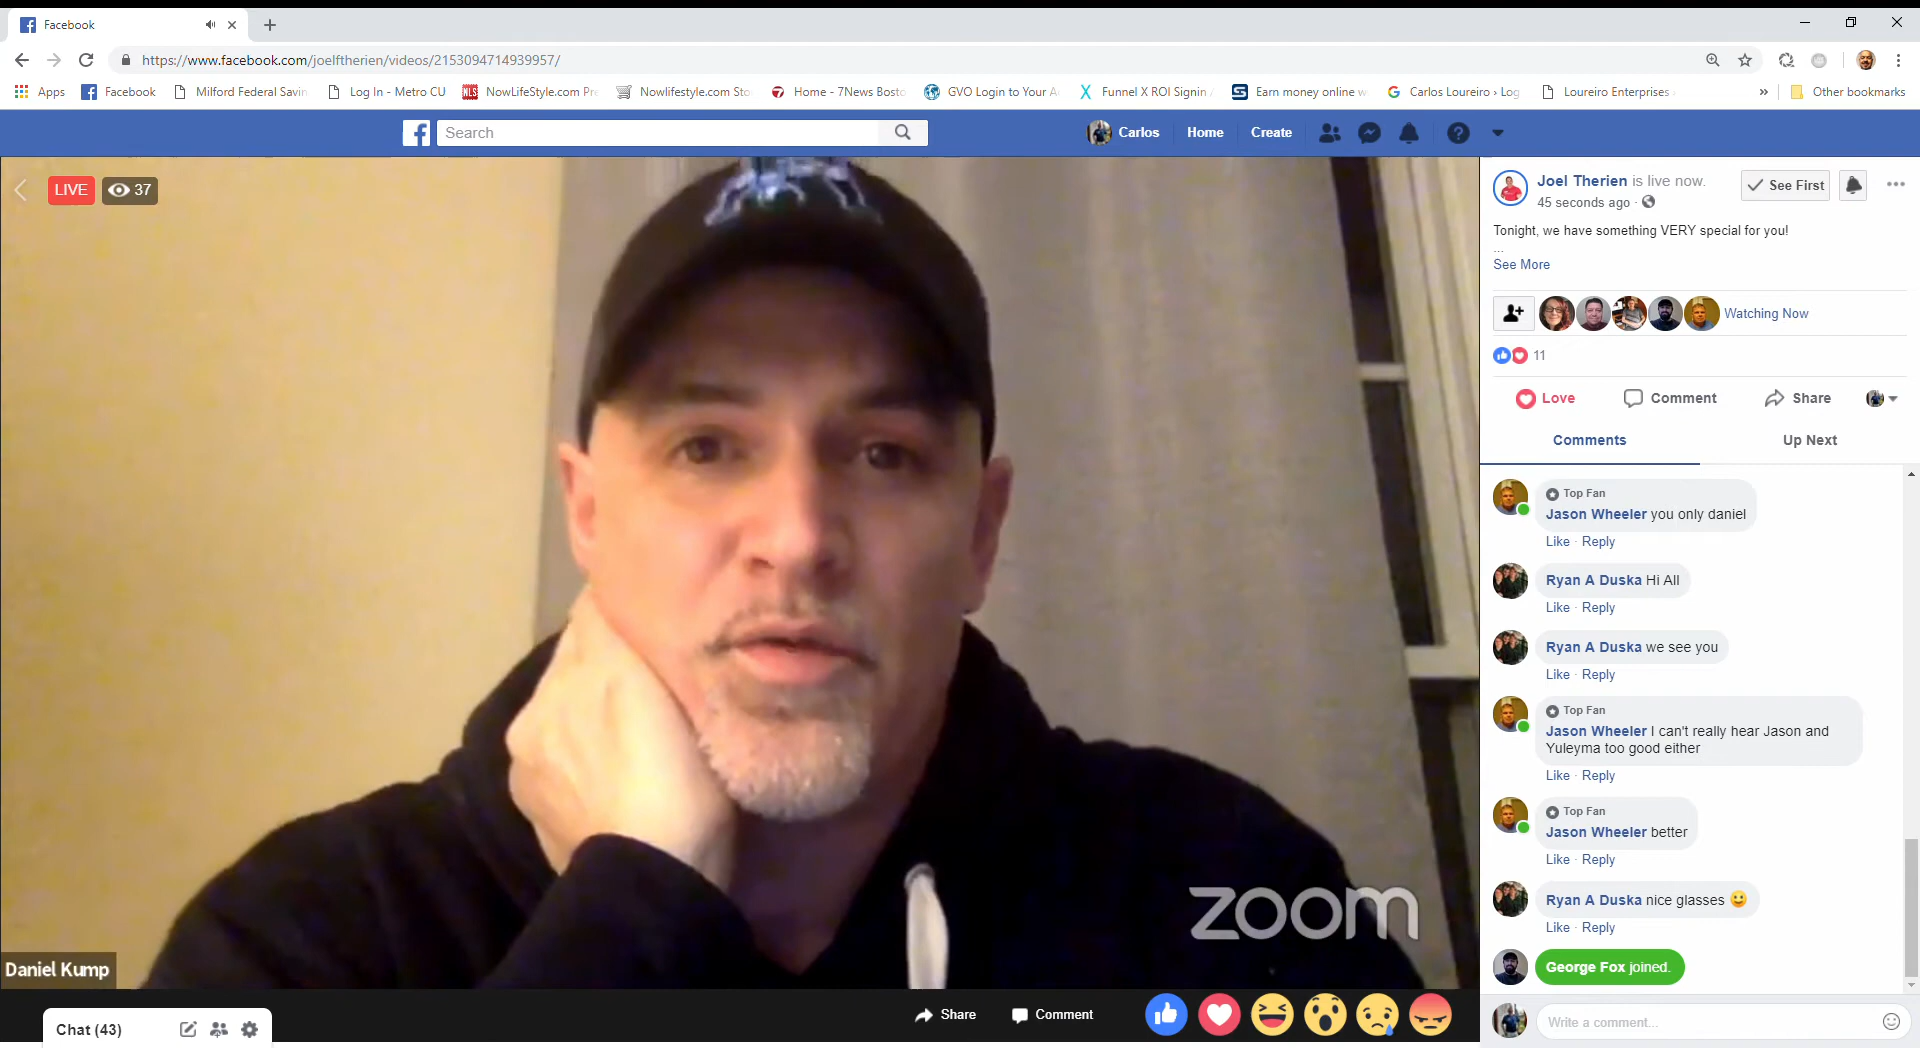 Facebook
https://www.facebook.com/joelftherien/videos/2153094714939957/
Apps Facebook Milford Federal Savin Log In - Metro CU NowLifeStyle.com Pre Nowlifestyle.com Sto 7 Home - 7News Bosto GVO Login to Your A Funnel X ROI Signin Earn money online w Carlos Loureiro › Log Loureiro Enterprises » Other bookmarks
Search
Carlos Home Create
LIVE 37
Joel Therien is live now.
See First
45 seconds ago ·
Tonight, we have something VERY special for you!
...
See More
Watching Now
11
Love Comment Share
Comments Up Next
Top Fan
Jason Wheeler you only daniel
Like · Reply
Ryan A Duska Hi All
Like · Reply
Ryan A Duska we see you
Like · Reply
Top Fan
Jason Wheeler I can't really hear Jason and
Yuleyma too good either
Like · Reply
Top Fan
Jason Wheeler better
Like · Reply
Ryan A Duska nice glasses
Like · Reply
George Fox joined.
Write a comment...
zoom
Daniel Kump
Share Comment
Chat (43)